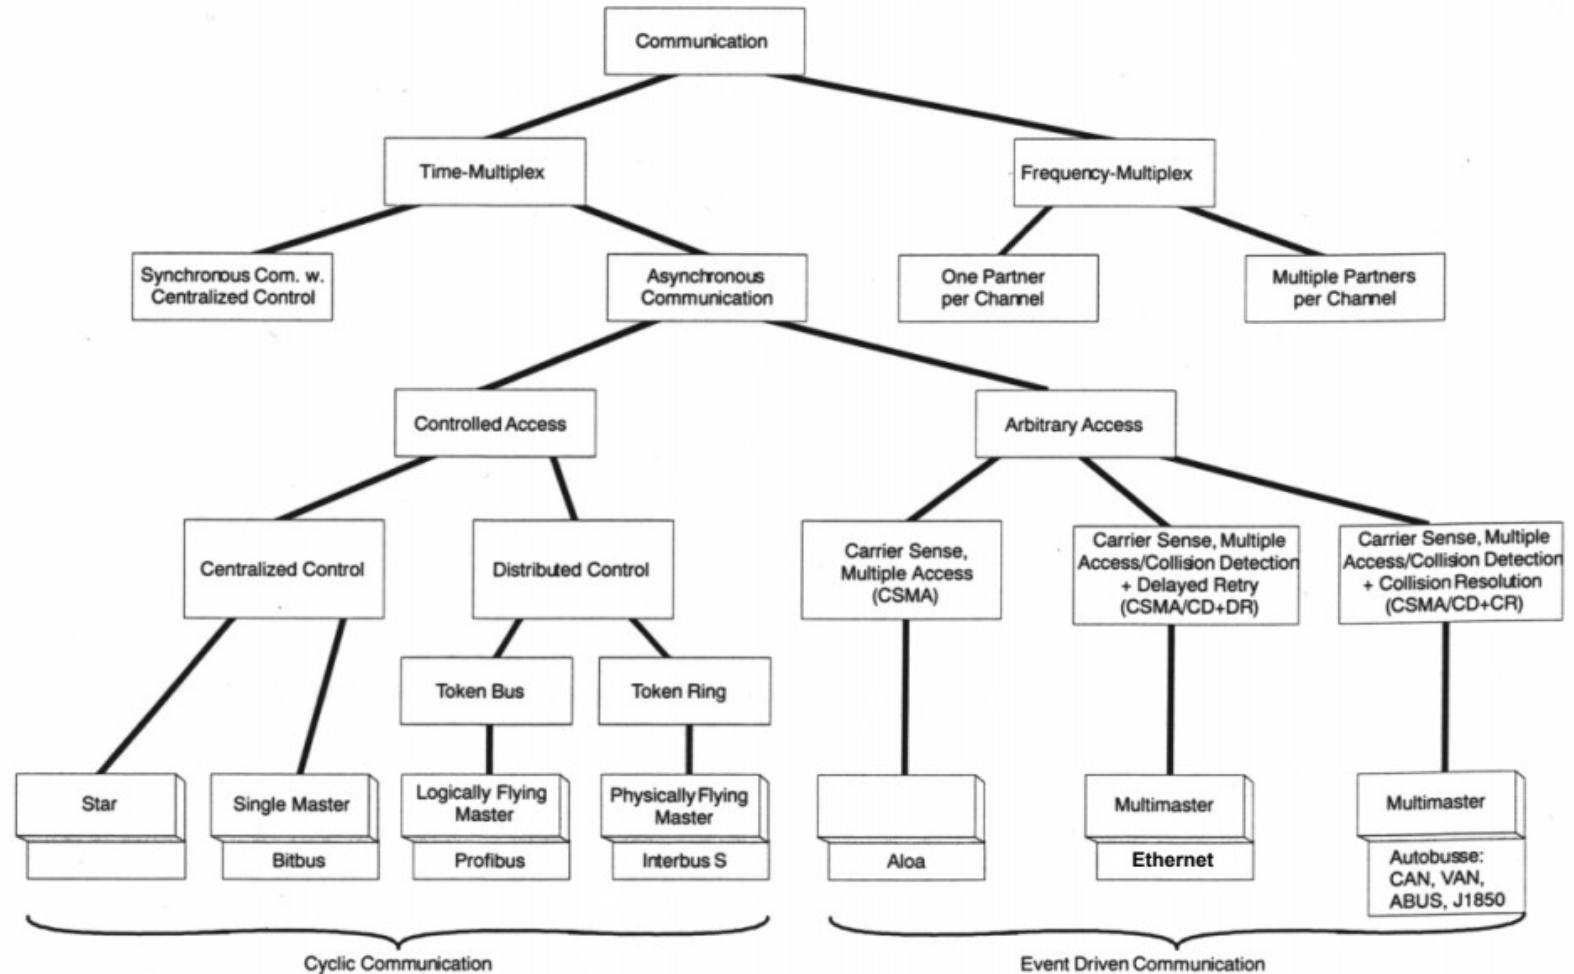 Communication
Time-Multiplex
Frequency-Multiplex
Synchronous Com. w.
Centralized Control
Asynchronous
Communication
One Partner
per Channel
Multiple Partners
per Channel
Controlled Access
Arbitrary Access
Centralized Control
Distributed Control
Carrier Sense,
Multiple Access
(CSMA)
Carrier Sense, Multiple
Access/Collision Detection
+ Delayed Retry
(CSMA/CD+DR)
Carrier Sense, Multiple
Access/Collision Detection
+ Collision Resolution
(CSMA/CD+CR)
Token Bus
Token Ring
Star
Single Master
Bitbus
Logically Flying
Master
Profibus
Physically Flying
Master
Interbus S
Aloa
Multimaster
Ethernet
Multimaster
Autobusse:
CAN, VAN,
ABUS, J1850
Cyclic Communication
Event Driven Communication